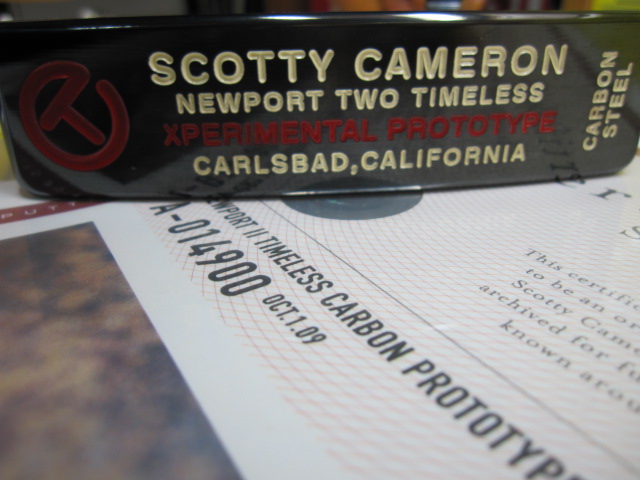 SCOTTY CAMERON
NEWPORT TWO TIMELESS
XPERIMENTAL PROTOTYPE
CARLSBAD, CALIFORNIA
CARBON
STEEL
NEWPORT II TIMELESS CARBON PROTOTYPE
A-014900 OCT.1.09
This certifi
to be an or
Scotty Came
archived for fu
known arou